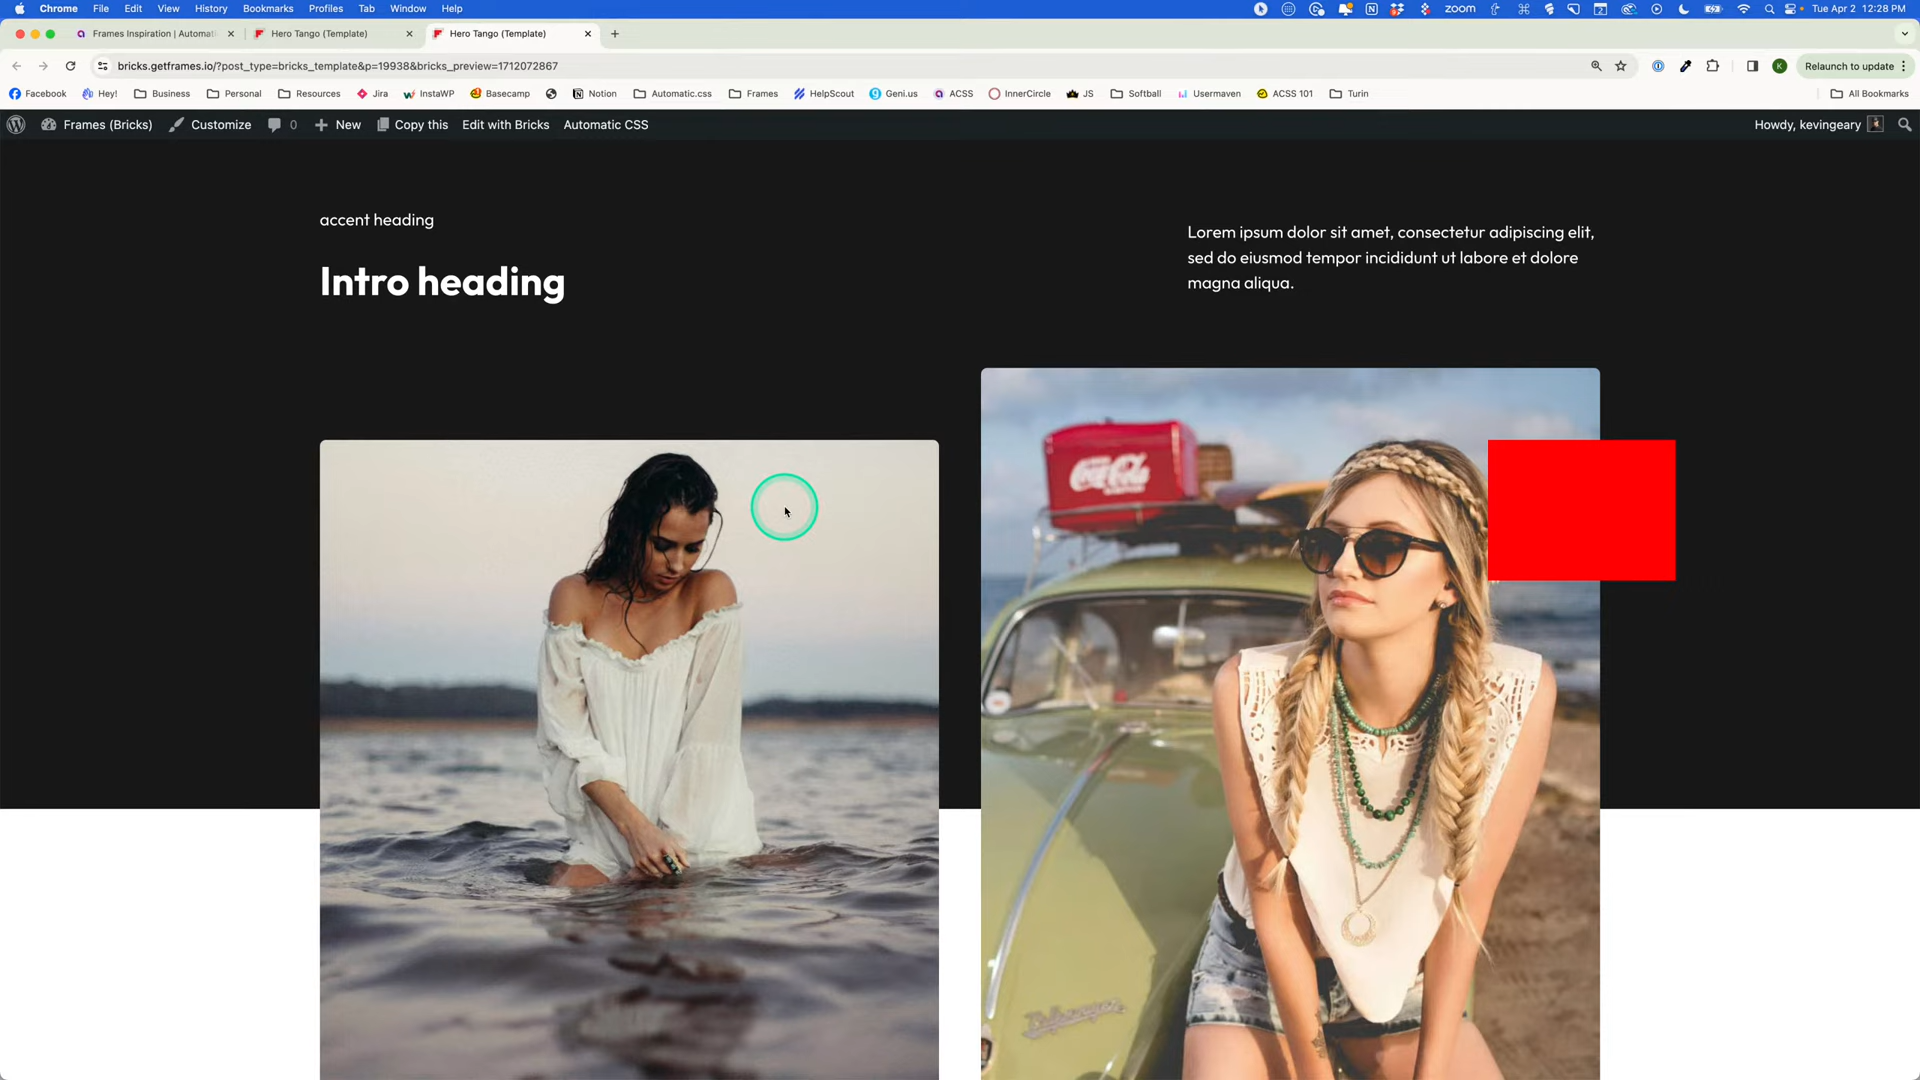 Chrome File Edit View History Bookmarks Profiles Tab Window Help
zoom
2
Tue Apr 2 12:28 PM
Frames Inspiration | Automat
Hero Tango (Template)
Hero Tango (Template)
bricks.getframes.io/?post_type=bricks_template&p=19938&bricks_preview=1712072867
K
Relaunch to update
Facebook Hey! Business Personal Resources Jira InstaWP Basecamp Notion Automatic.css Frames HelpScout Geni.us ACSS InnerCircle JS Softball Usermaven ACSS 101 Turin All Bookmarks
Frames (Bricks) Customize 0 New Copy this Edit with Bricks Automatic CSS Howdy, kevingeary
accent heading
Intro heading
Lorem ipsum dolor sit amet, consectetur adipiscing elit,
sed do eiusmod tempor incididunt ut labore et dolore
magna aliqua.
Coca-Cola
Volkswagen